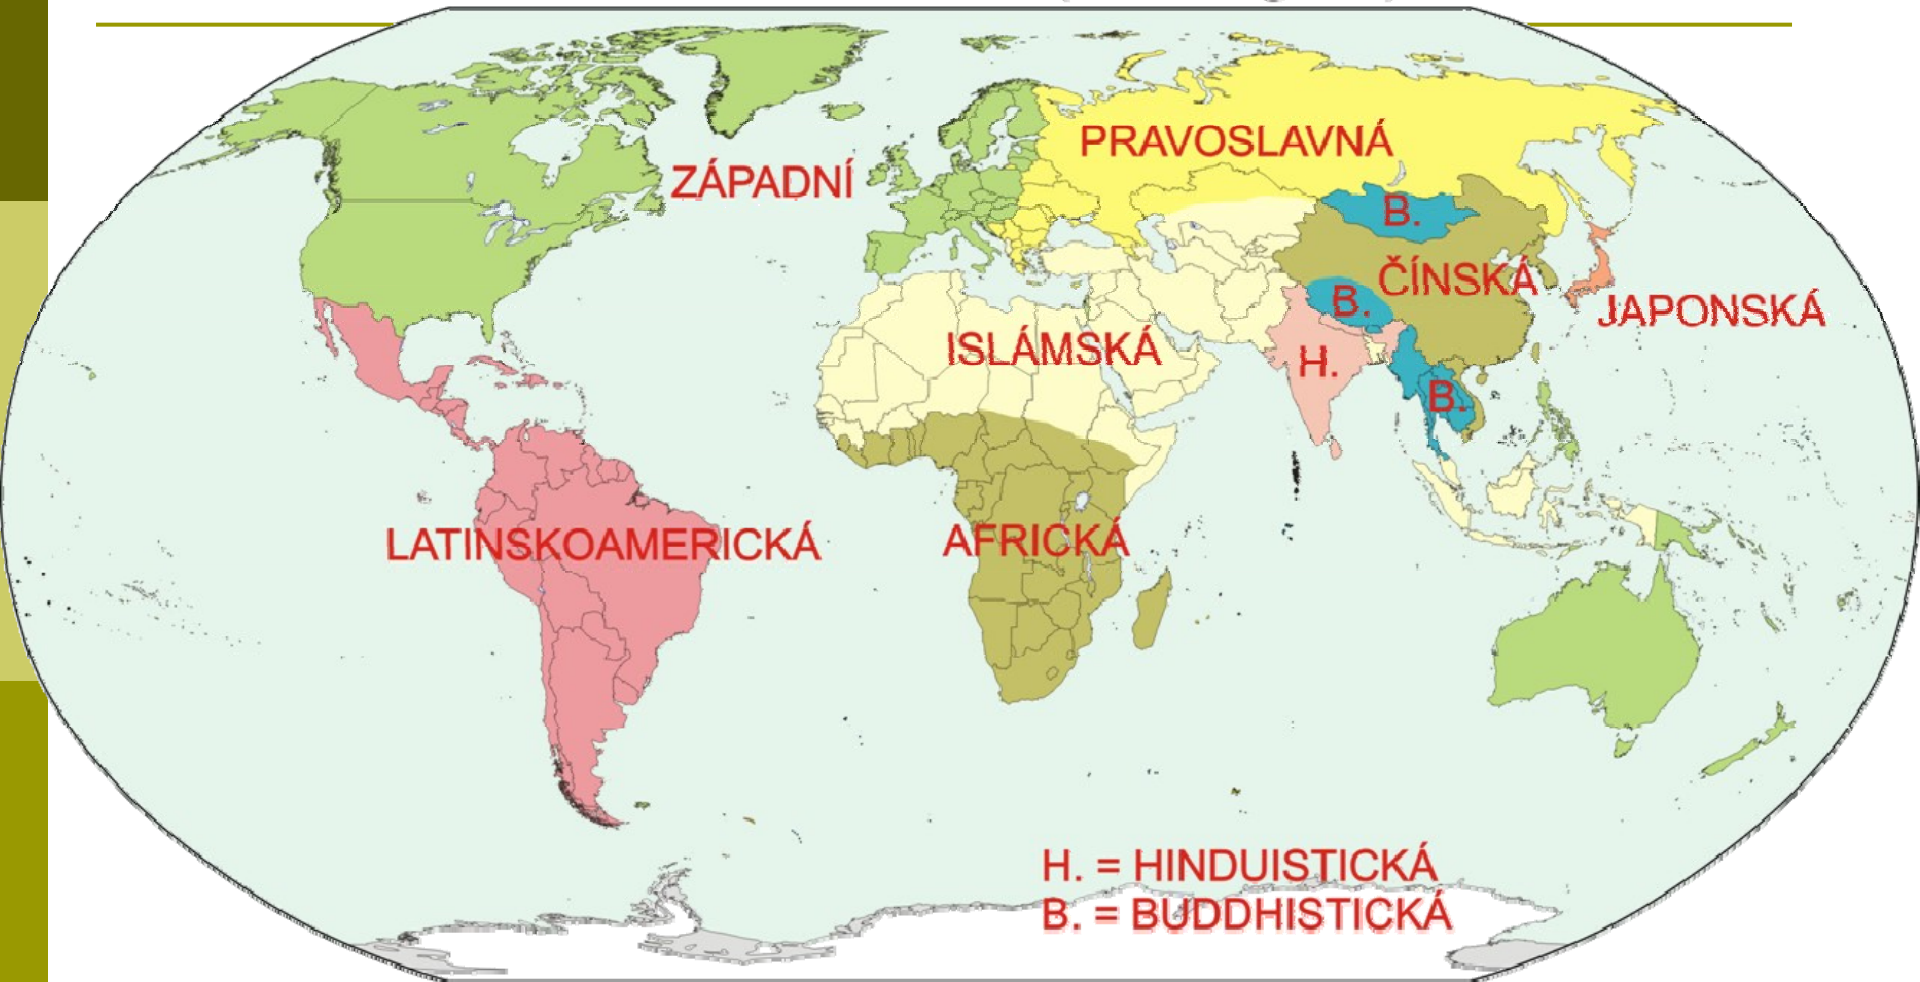 PRAVOSLAVNÁ
ZÁPADNÍ
B.
ČÍNSKÁ
B.
JAPONSKÁ
ISLÁMSKÁ
H.
B.
LATINSKOAMERICKÁ
AFRICKÁ
H. = HINDUISTICKÁ
B. = BUDDHISTICKÁ